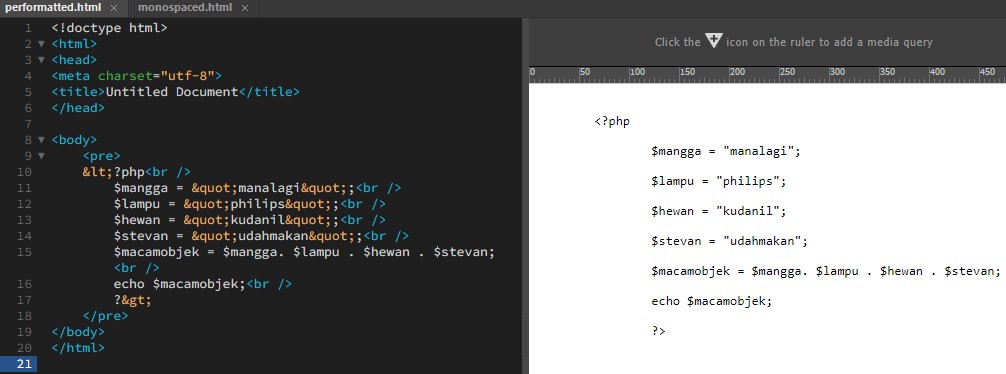 performatted.html × monospaced.html ×
1 <!doctype html>
2 ▼ <html>
3 ▼ <head>
4 <meta charset="utf-8">
5 <title>Untitled Document</title>
6 </head>
7
8 ▼ <body>
9 ▼ <pre>
10 &lt;?php<br />
11 $mangga = &quot;manalagi&quot;;<br />
12 $lampu = &quot;philips&quot;;<br />
13 $hewan = &quot;kudanil&quot;;<br />
14 $stevan = &quot;udahmakan&quot;;<br />
15 $macamobjek = $mangga. $lampu . $hewan . $stevan;
<br />
16 echo $macamobjek;<br />
17 ?&gt;
18 </pre>
19 </body>
20 </html>
21
Click the icon on the ruler to add a media query
0 50 100 150 200 250 300 350 400 450
<?php
$mangga = "manalagi";
$lampu = "philips";
$hewan = "kudanil";
$stevan = "udahmakan";
$macamobjek = $mangga. $lampu . $hewan . $stevan;
echo $macamobjek;
?>